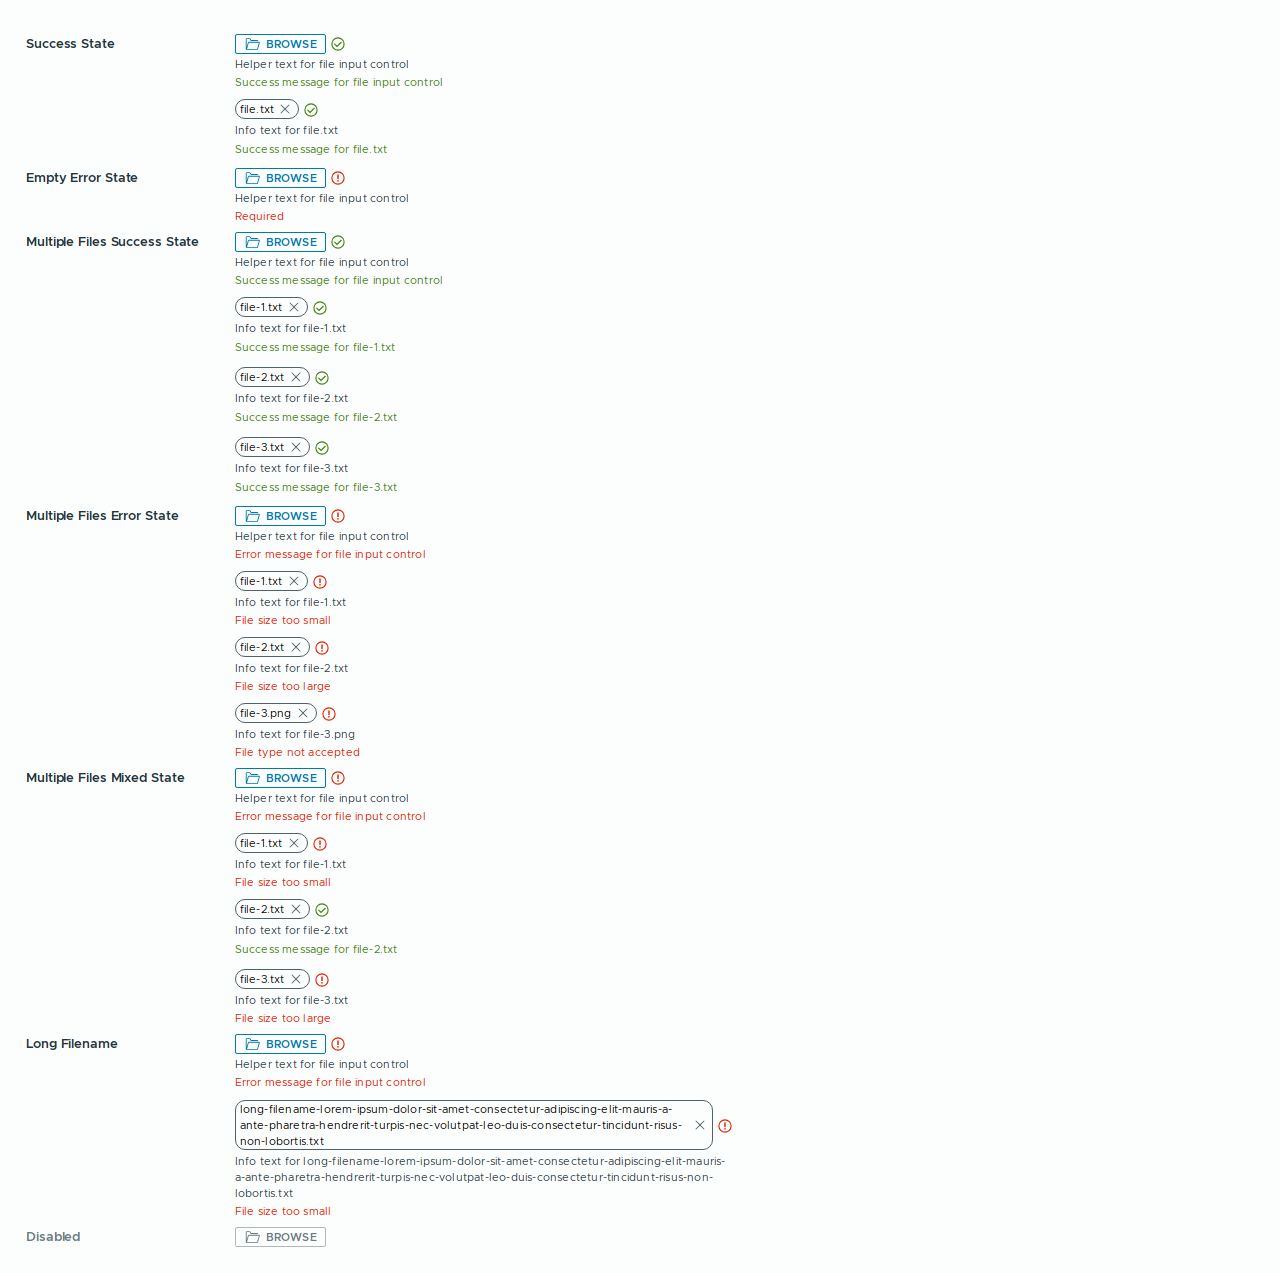 Success State
BROWSE
Helper text for file input control
Success message for file input control
file.txt
Info text for file.txt
Success message for file.txt
Empty Error State
BROWSE
Helper text for file input control
Required
Multiple Files Success State
BROWSE
Helper text for file input control
Success message for file input control
file-1.txt
Info text for file-1.txt
Success message for file-1.txt
file-2.txt
Info text for file-2.txt
Success message for file-2.txt
file-3.txt
Info text for file-3.txt
Success message for file-3.txt
Multiple Files Error State
BROWSE
Helper text for file input control
Error message for file input control
file-1.txt
Info text for file-1.txt
File size too small
file-2.txt
Info text for file-2.txt
File size too large
file-3.png
Info text for file-3.png
File type not accepted
Multiple Files Mixed State
BROWSE
Helper text for file input control
Error message for file input control
file-1.txt
Info text for file-1.txt
File size too small
file-2.txt
Info text for file-2.txt
Success message for file-2.txt
file-3.txt
Info text for file-3.txt
File size too large
Long Filename
BROWSE
Helper text for file input control
Error message for file input control
long-filename-lorem-ipsum-dolor-sit-amet-consectetur-adipiscing-elit-mauris-a-
ante-pharetra-hendrerit-turpis-nec-volutpat-leo-duis-consectetur-tincidunt-risus-
non-lobortis.txt
Info text for long-filename-lorem-ipsum-dolor-sit-amet-consectetur-adipiscing-elit-mauris-
a-ante-pharetra-hendrerit-turpis-nec-volutpat-leo-duis-consectetur-tincidunt-risus-non-
lobortis.txt
File size too small
Disabled
BROWSE